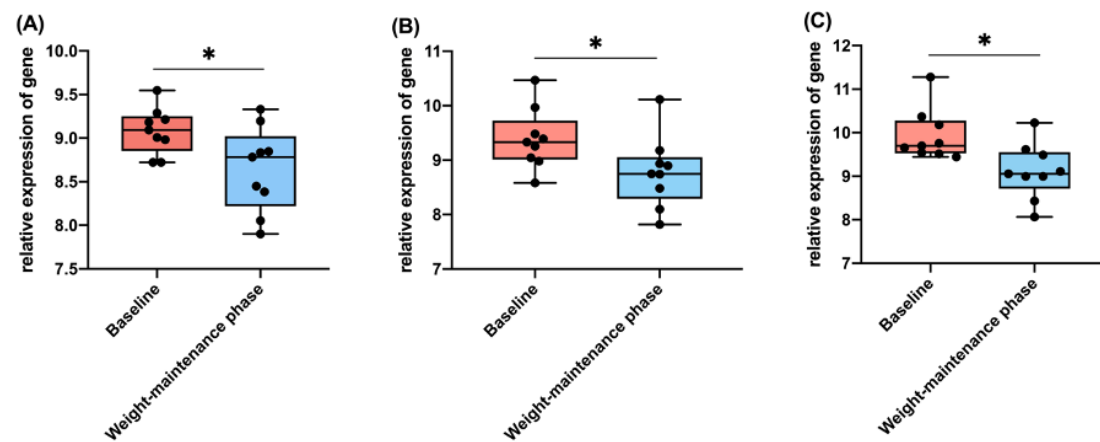 (A)
relative expression of gene
10.0
9.5
9.0
8.5
8.0
7.5
*
Baseline
Weight-maintenance phase
(B)
relative expression of gene
11
10
9
8
7
*
Baseline
Weight-maintenance phase
(C)
relative expression of gene
12
11
10
9
8
7
*
Baseline
Weight-maintenance phase